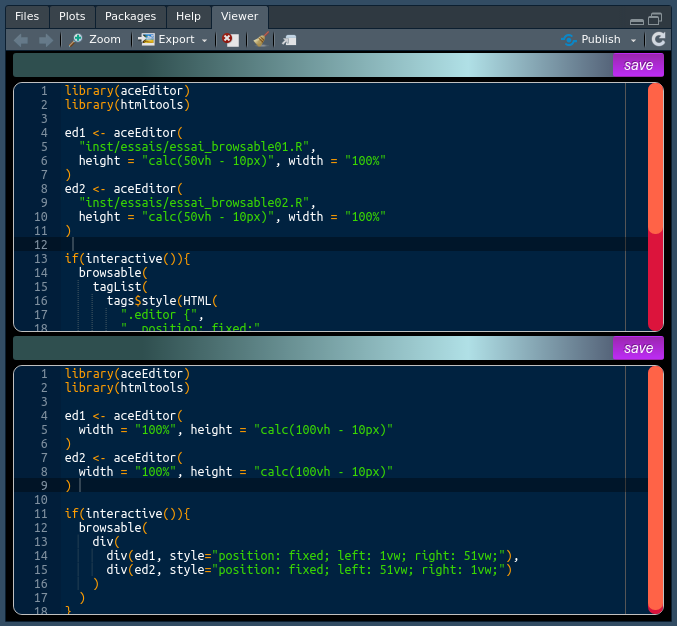 Files Plots Packages Help Viewer
Zoom Export Publish
save
1 library(aceEditor)
2 library(htmltools)
3
4 ed1 <- aceEditor(
5   "inst/essais/essai_browsable01.R",
6   height = "calc(50vh - 10px)", width = "100%"
7 )
8 ed2 <- aceEditor(
9   "inst/essais/essai_browsable02.R",
10   height = "calc(50vh - 10px)", width = "100%"
11 )
12
13 if(interactive()){
14   browsable(
15     tagList(
16       tags$style(HTML(
17         ".editor {",
18         "  position: fixed;"
save
1 library(aceEditor)
2 library(htmltools)
3
4 ed1 <- aceEditor(
5   width = "100%", height = "calc(100vh - 10px)"
6 )
7 ed2 <- aceEditor(
8   width = "100%", height = "calc(100vh - 10px)"
9 )
10
11 if(interactive()){
12   browsable(
13     div(
14       div(ed1, style="position: fixed; left: 1vw; right: 51vw;"),
15       div(ed2, style="position: fixed; left: 51vw; right: 1vw;")
16     )
17   )
18 }